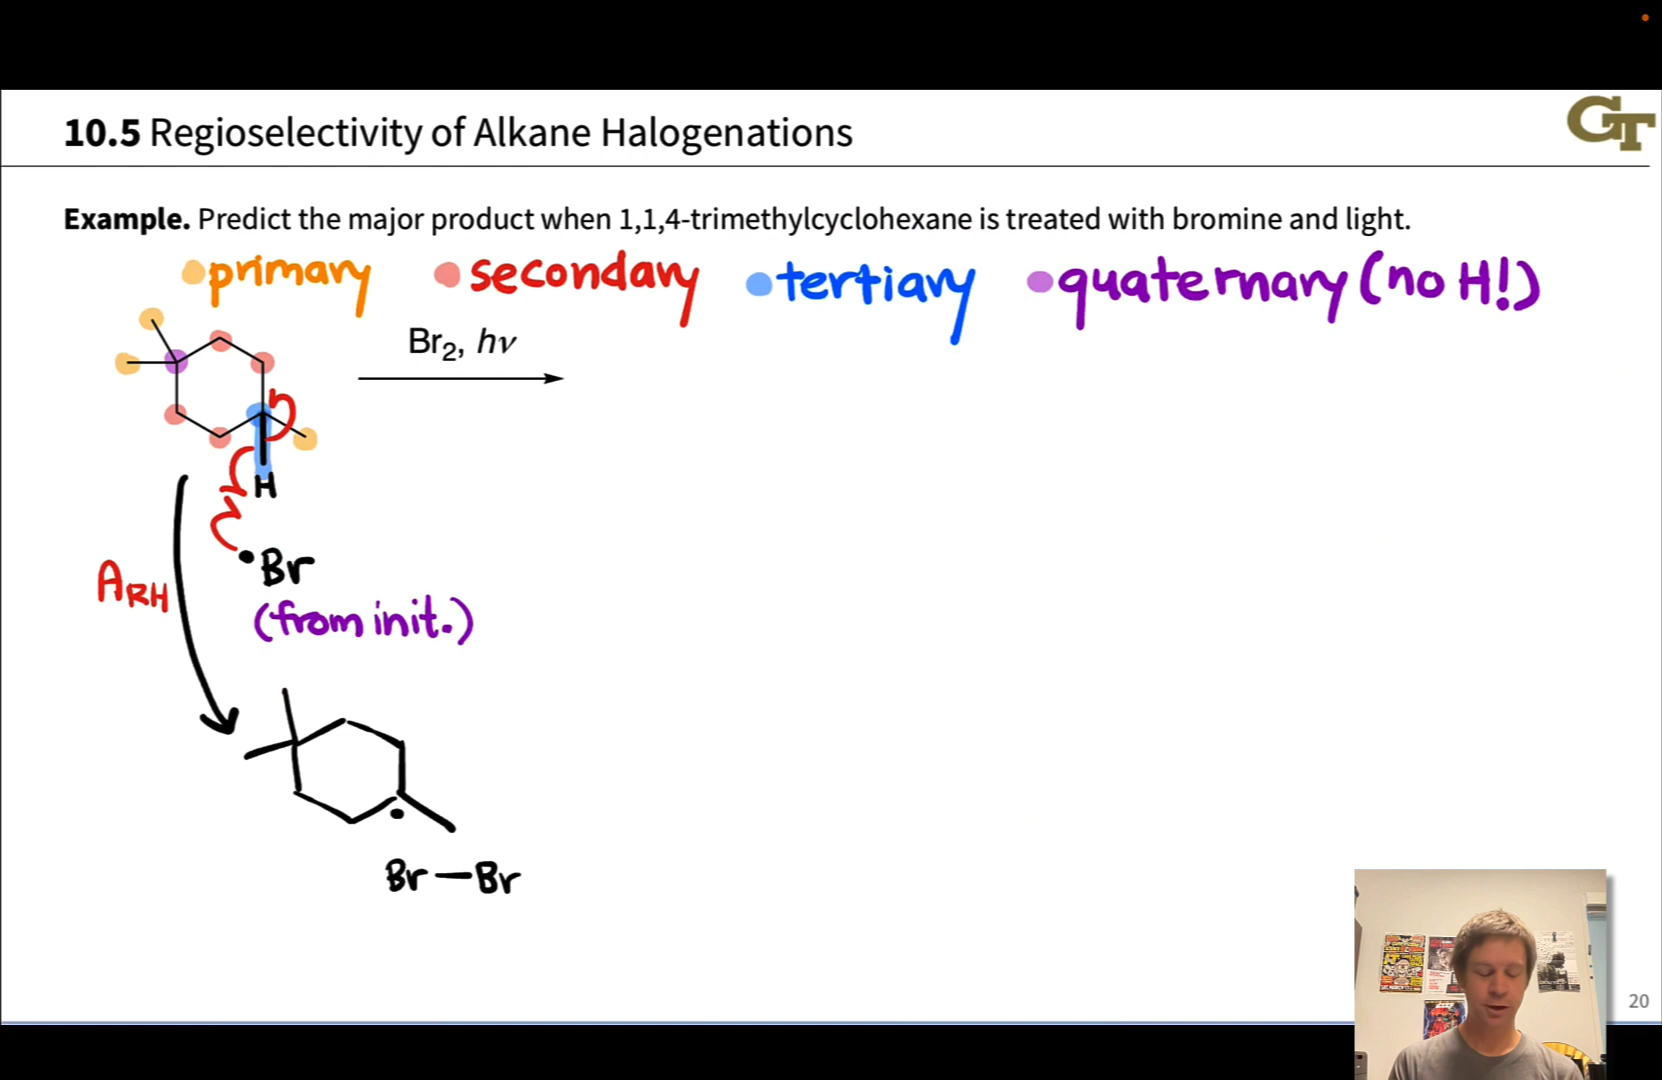 10.5 Regioselectivity of Alkane Halogenations
GT
Example. Predict the major product when 1,1,4-trimethylcyclohexane is treated with bromine and light.
primary secondary tertiary quaternary (no H!)
Br₂, hν
H
•Br
ARH
(from init.)
Br—Br
20